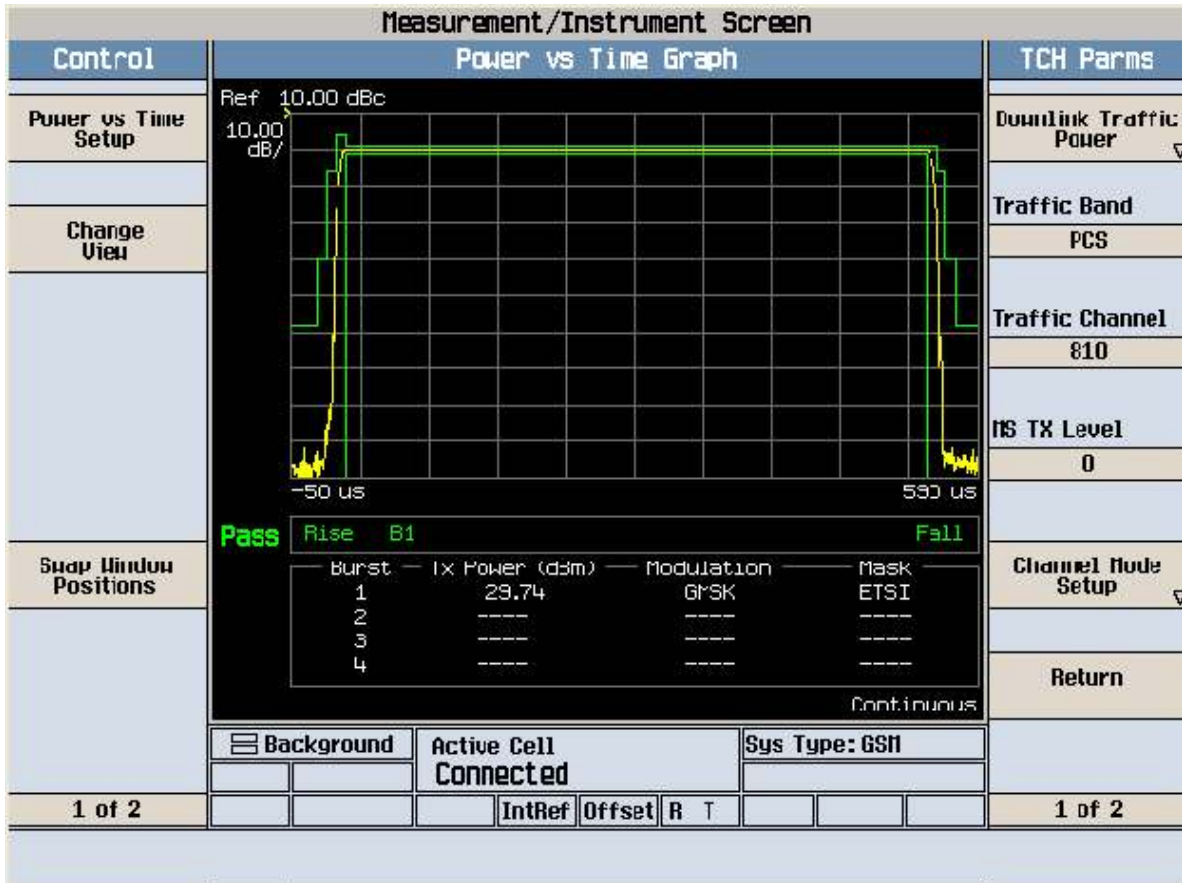 Measurement/Instrument Screen
Control
Power vs Time Graph
TCH Parms
Power vs Time
Setup
Change
View
Swap Window
Positions
1 of 2
Ref 10.00 dBc
10.00
dB/
-50 us
590 us
Pass
Rise B1
Fall
Burst Tx Power (dBm) Modulation Mask
1 29.74 GMSK ETSI
2 ---- ---- ----
3 ---- ---- ----
4 ---- ---- ----
Continuous
Background
Active Cell
Connected
Sys Type: GSM
IntRef Offset R T
Downlink Traffic
Power
Traffic Band
PCS
Traffic Channel
810
MS TX Level
0
Channel Mode
Setup
Return
1 of 2